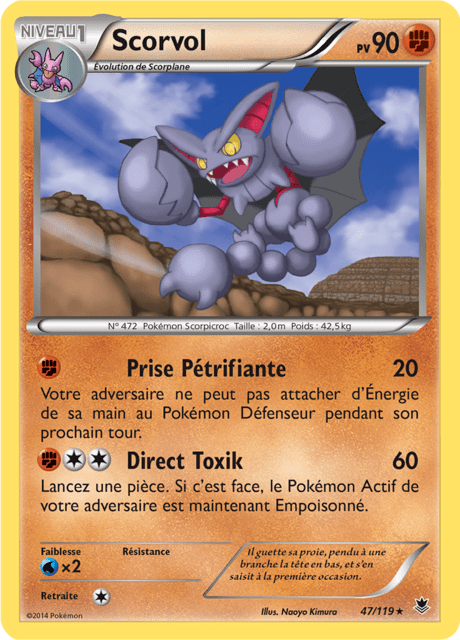 NIVEAU 1
Scorvol
PV 90
Évolution de Scorplane
N° 472 Pokémon Scorpicroc Taille : 2,0m Poids : 42,5kg
Prise Pétrifiante 20
Votre adversaire ne peut pas attacher d'Énergie
de sa main au Pokémon Défenseur pendant son
prochain tour.
Direct Toxik 60
Lancez une pièce. Si c'est face, le Pokémon Actif de
votre adversaire est maintenant Empoisonné.
Faiblesse Résistance
×2
Retraite
Il guette sa proie, pendu à une
branche la tête en bas, et s'en
saisit à la première occasion.
Illus. Naoyo Kimura 47/119 ★
©2014 Pokémon